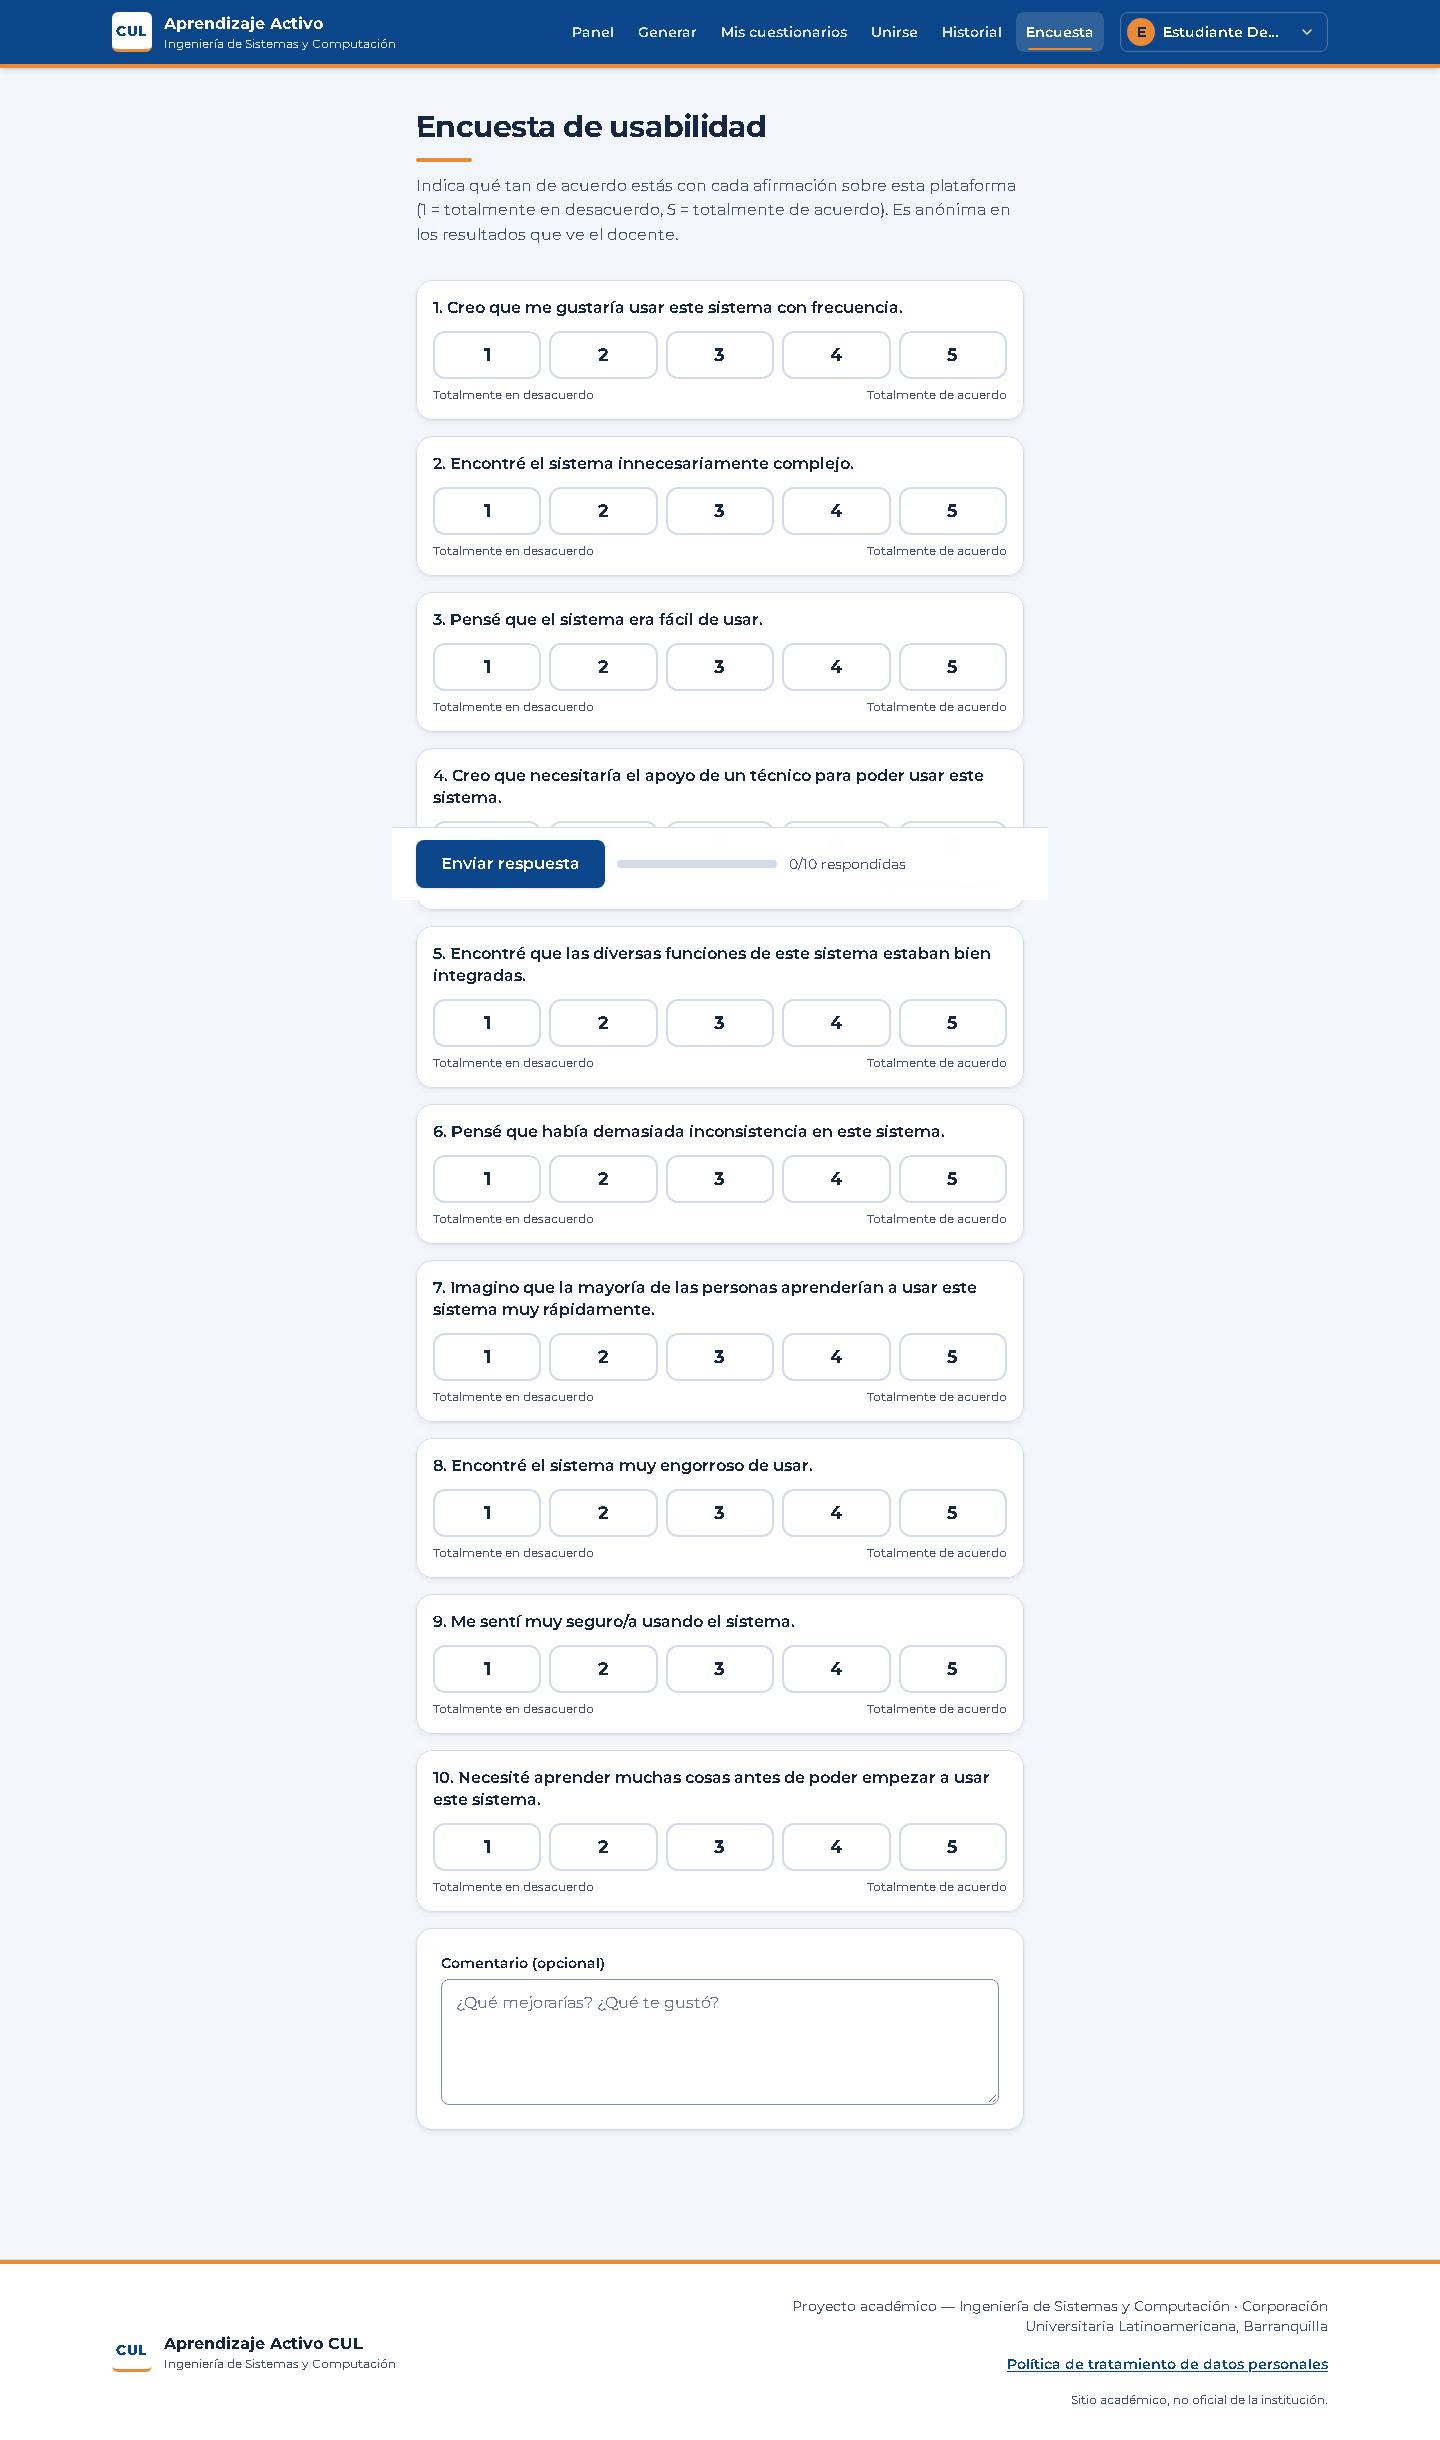 CUL
Aprendizaje Activo
Ingeniería de Sistemas y Computación
Panel
Generar
Mis cuestionarios
Unirse
Historial
Encuesta
E
Estudiante De...
Encuesta de usabilidad
Indica qué tan de acuerdo estás con cada afirmación sobre esta plataforma
(1 = totalmente en desacuerdo, 5 = totalmente de acuerdo). Es anónima en
los resultados que ve el docente.
1. Creo que me gustaría usar este sistema con frecuencia.
1 2 3 4 5
Totalmente en desacuerdo Totalmente de acuerdo
2. Encontré el sistema innecesariamente complejo.
1 2 3 4 5
Totalmente en desacuerdo Totalmente de acuerdo
3. Pensé que el sistema era fácil de usar.
1 2 3 4 5
Totalmente en desacuerdo Totalmente de acuerdo
4. Creo que necesitaría el apoyo de un técnico para poder usar este
sistema.
Enviar respuesta 0/10 respondidas
5. Encontré que las diversas funciones de este sistema estaban bien
integradas.
1 2 3 4 5
Totalmente en desacuerdo Totalmente de acuerdo
6. Pensé que había demasiada inconsistencia en este sistema.
1 2 3 4 5
Totalmente en desacuerdo Totalmente de acuerdo
7. Imagino que la mayoría de las personas aprenderían a usar este
sistema muy rápidamente.
1 2 3 4 5
Totalmente en desacuerdo Totalmente de acuerdo
8. Encontré el sistema muy engorroso de usar.
1 2 3 4 5
Totalmente en desacuerdo Totalmente de acuerdo
9. Me sentí muy seguro/a usando el sistema.
1 2 3 4 5
Totalmente en desacuerdo Totalmente de acuerdo
10. Necesité aprender muchas cosas antes de poder empezar a usar
este sistema.
1 2 3 4 5
Totalmente en desacuerdo Totalmente de acuerdo
Comentario (opcional)
¿Qué mejorarías? ¿Qué te gustó?
CUL
Aprendizaje Activo CUL
Ingeniería de Sistemas y Computación
Proyecto académico — Ingeniería de Sistemas y Computación · Corporación
Universitaria Latinoamericana, Barranquilla
Política de tratamiento de datos personales
Sitio académico, no oficial de la institución.